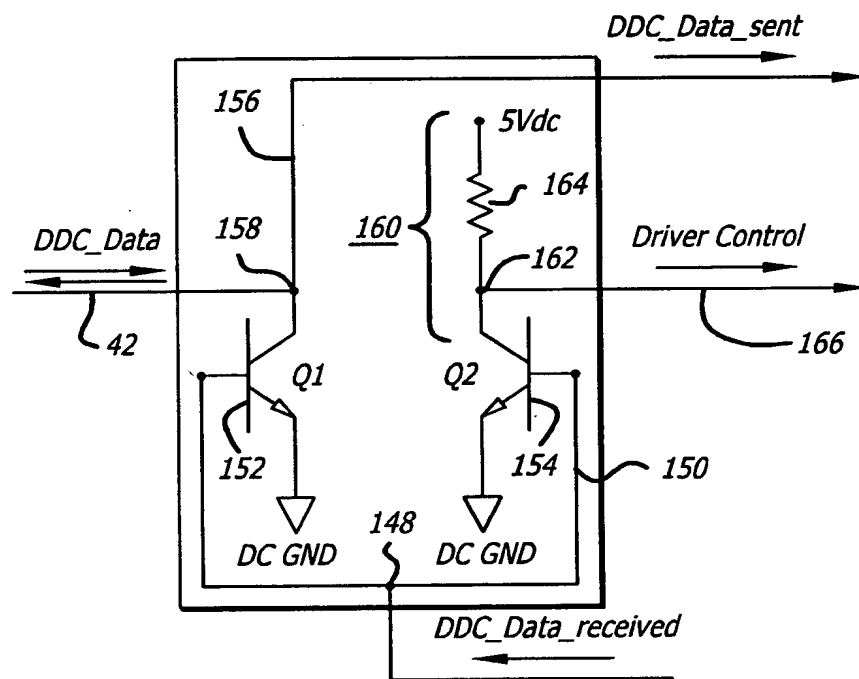 DDC_Data_sent
156
5Vdc
164
DDC_Data
158
160
162
Driver Control
42
Q1
Q2
166
152
154
150
DC GND
148
DC GND
DDC_Data_received